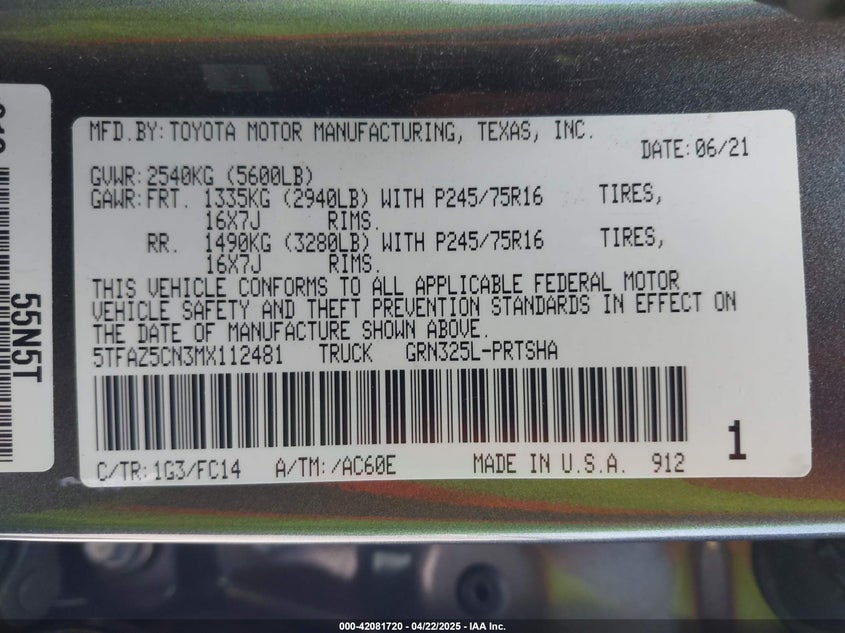 MFD.BY:TOYOTA MOTOR MANUFACTURING, TEXAS, INC.
DATE:06/21
GVWR:2540KG (5600LB)
GAWR:FRT. 1335KG (2940LB) WITH P245/75R16 TIRES,
16X7J RIMS.
RR. 1490KG (3280LB) WITH P245/75R16 TIRES,
16X7J RIMS.
THIS VEHICLE CONFORMS TO ALL APPLICABLE FEDERAL MOTOR
VEHICLE SAFETY AND THEFT PREVENTION STANDARDS IN EFFECT ON
THE DATE OF MANUFACTURE SHOWN ABOVE.
5TFAZ5CN3MX112481 TRUCK GRN325L-PRTSHA
1
C/TR:1G3/FC14 A/TM:/AC60E MADE IN U.S.A. 912
55N5T
000-42081720 - 04/22/2025 - IAA Inc.